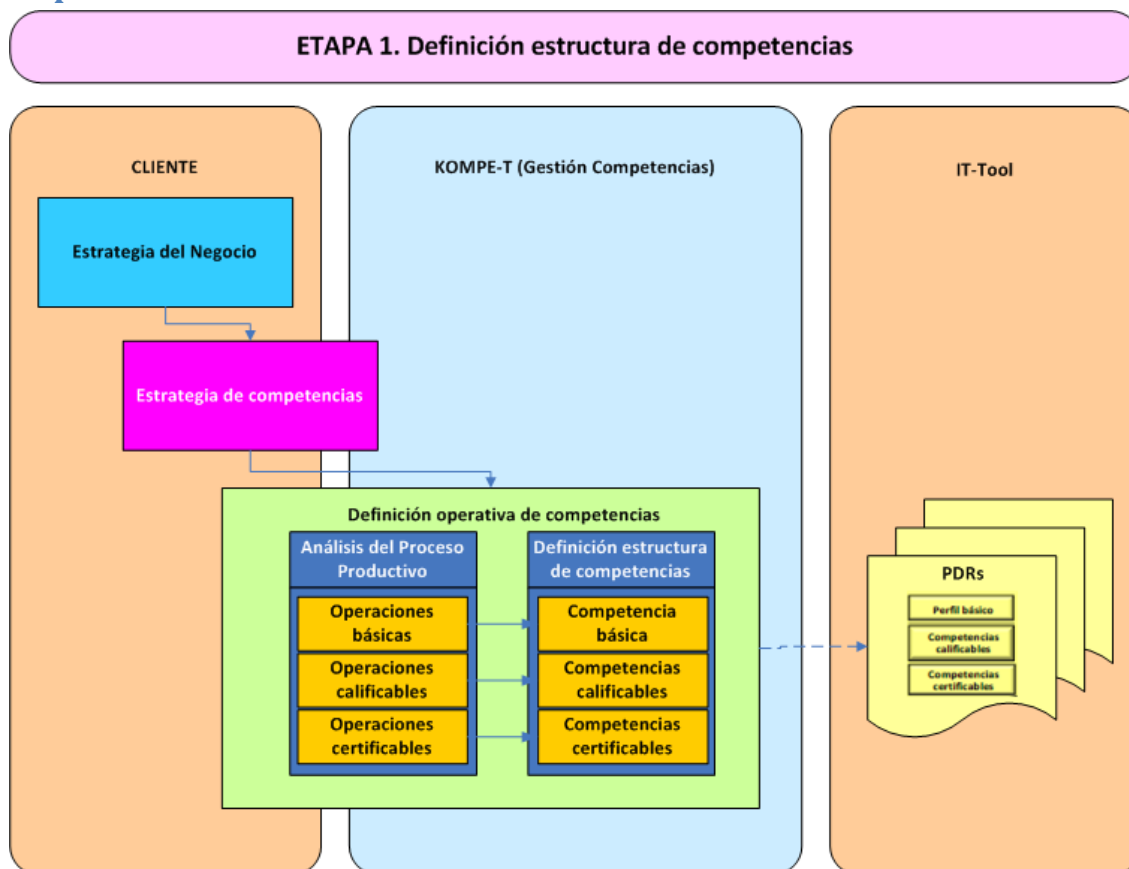 ETAPA 1. Definición estructura de competencias
CLIENTE
KOMPE-T (Gestión Competencias)
IT-Tool
Estrategia del Negocio
Estrategia de competencias
Definición operativa de competencias
Análisis del Proceso
Productivo
Definición estructura
de competencias
Operaciones
básicas
Competencia
básica
Operaciones
calificables
Competencias
calificables
Operaciones
certificables
Competencias
certificables
PDRs
Perfil básico
Competencias
calificables
Competencias
certificables